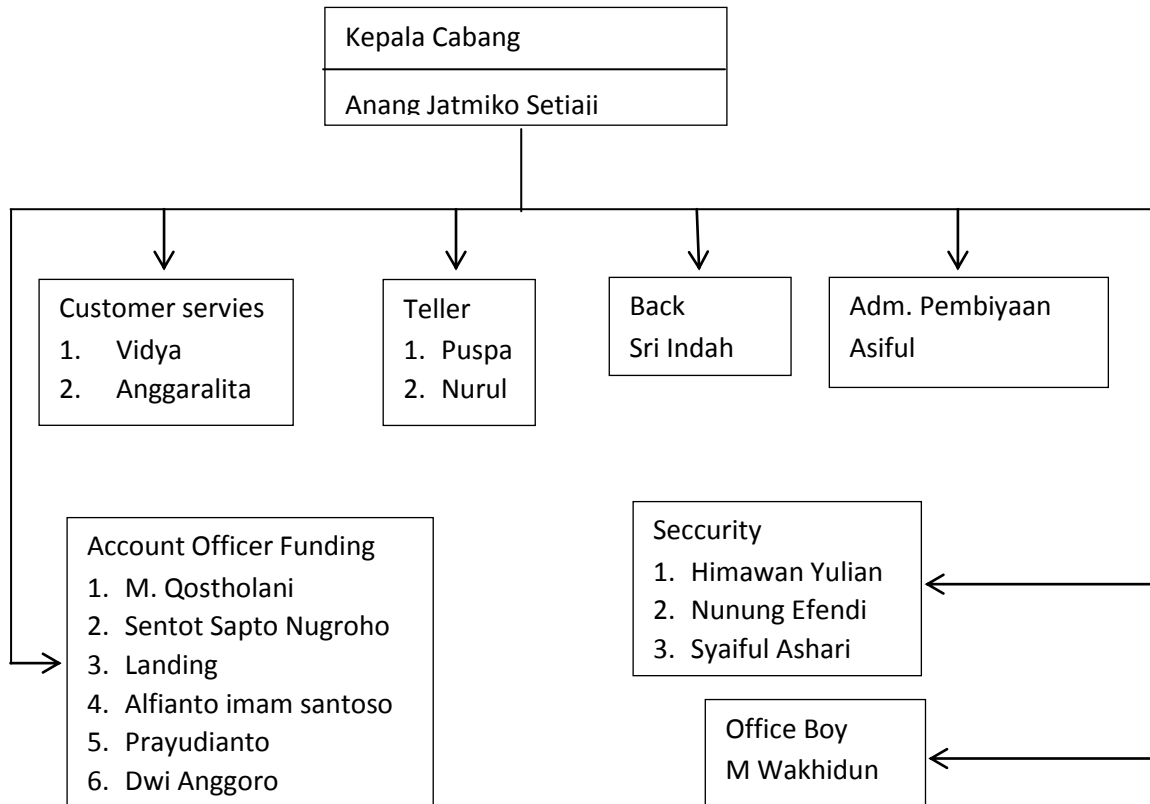 Kepala Cabang
Anang Jatmiko Setiaji
Customer servies
1. Vidya
2. Anggaralita
Teller
1. Puspa
2. Nurul
Back
Sri Indah
Adm. Pembiyaan
Asiful
Account Officer Funding
1. M. Qostholani
2. Sentot Sapto Nugroho
3. Landing
4. Alfianto imam santoso
5. Prayudianto
6. Dwi Anggoro
Seccurity
1. Himawan Yulian
2. Nunung Efendi
3. Syaiful Ashari
Office Boy
M Wakhidun